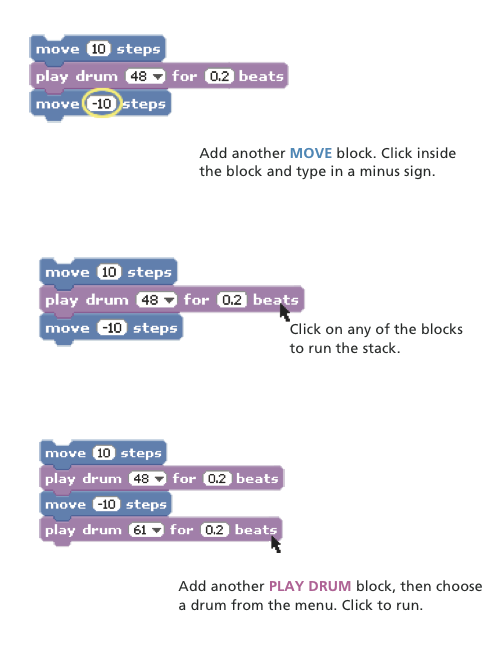 move 10 steps
play drum 48 for 0.2 beats
move -10 steps
Add another MOVE block. Click inside
the block and type in a minus sign.
move 10 steps
play drum 48 for 0.2 beats
move -10 steps
Click on any of the blocks
to run the stack.
move 10 steps
play drum 48 for 0.2 beats
move -10 steps
play drum 61 for 0.2 beats
Add another PLAY DRUM block, then choose
a drum from the menu. Click to run.